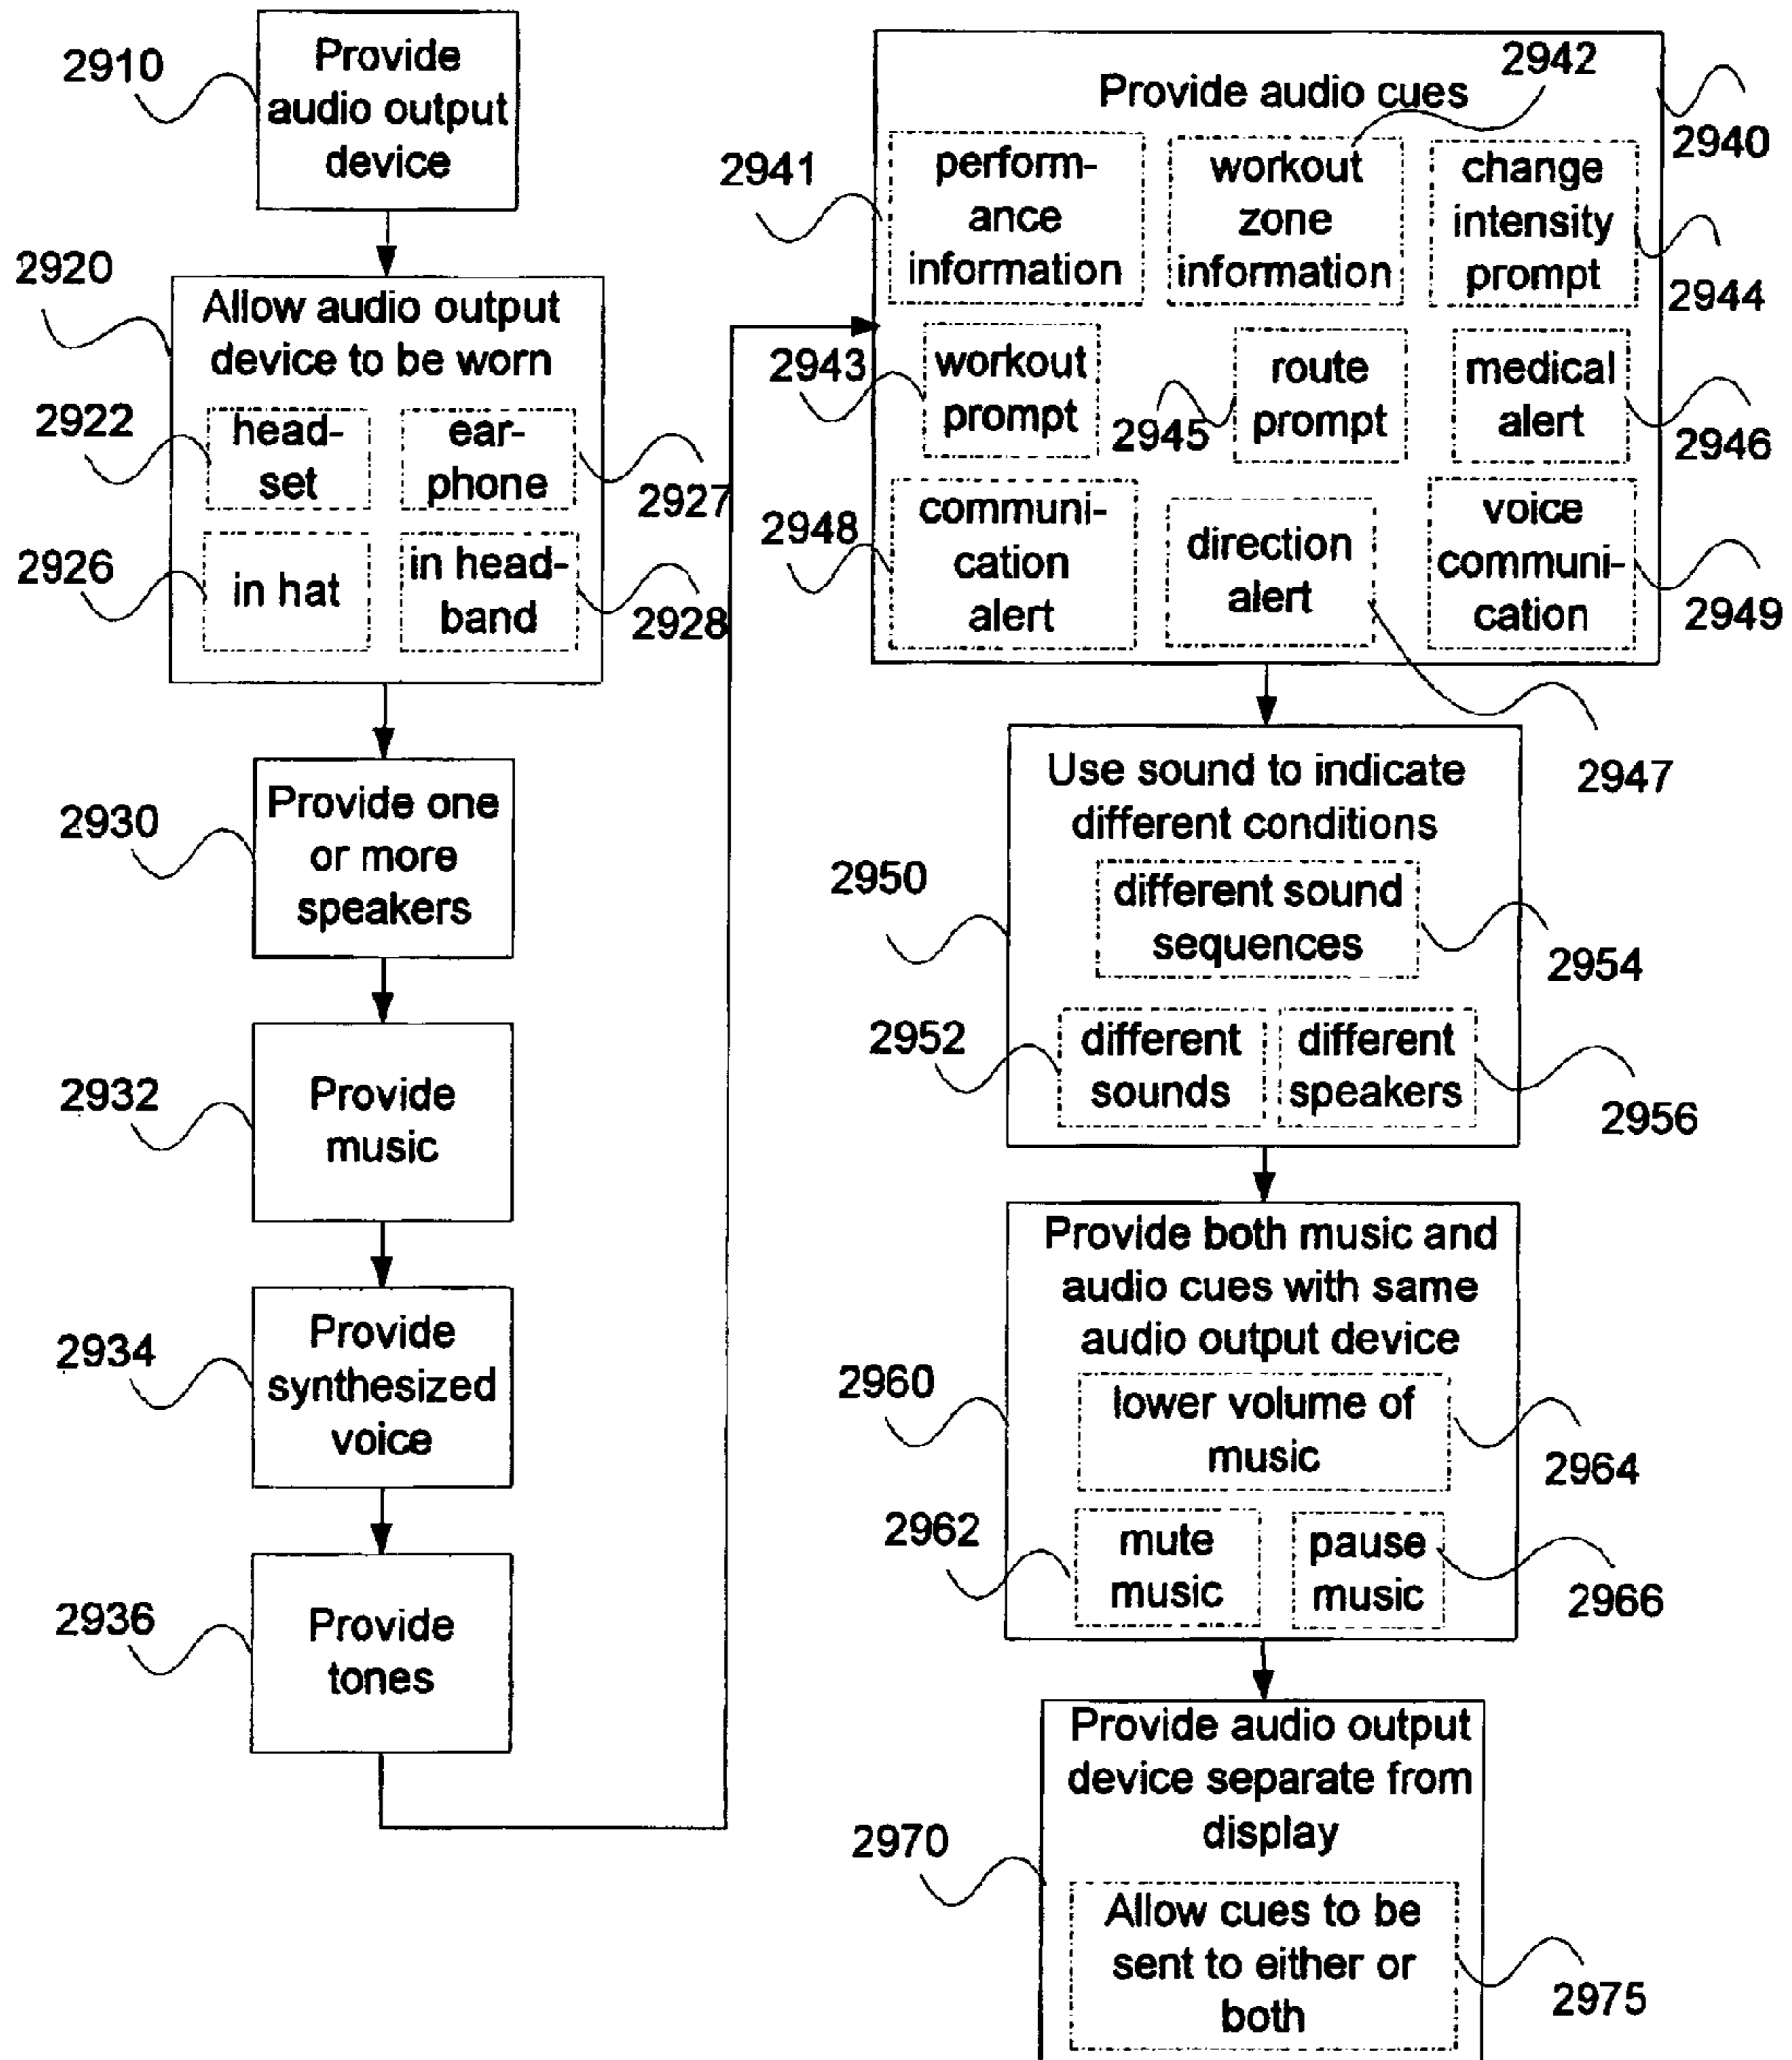 2910
Provide
audio output
device
2920
Allow audio output
device to be worn
2922
head-
set
ear-
phone
2927
2926
in hat
in head-
band
2928
2930
Provide one
or more
speakers
2932
Provide
music
2934
Provide
synthesized
voice
2936
Provide
tones
Provide audio cues
2940
2941
perform-
ance
information
2942
workout
zone
information
change
intensity
prompt
2944
2943
workout
prompt
2945
route
prompt
medical
alert
2946
2948
communi-
cation
alert
direction
alert
2947
voice
communi-
cation
2949
2950
Use sound to indicate
different conditions
different sound
sequences
2954
2952
different
sounds
different
speakers
2956
2960
Provide both music and
audio cues with same
audio output device
lower volume of
music
2964
2962
mute
music
pause
music
2966
2970
Provide audio output
device separate from
display
Allow cues to be
sent to either or
both
2975